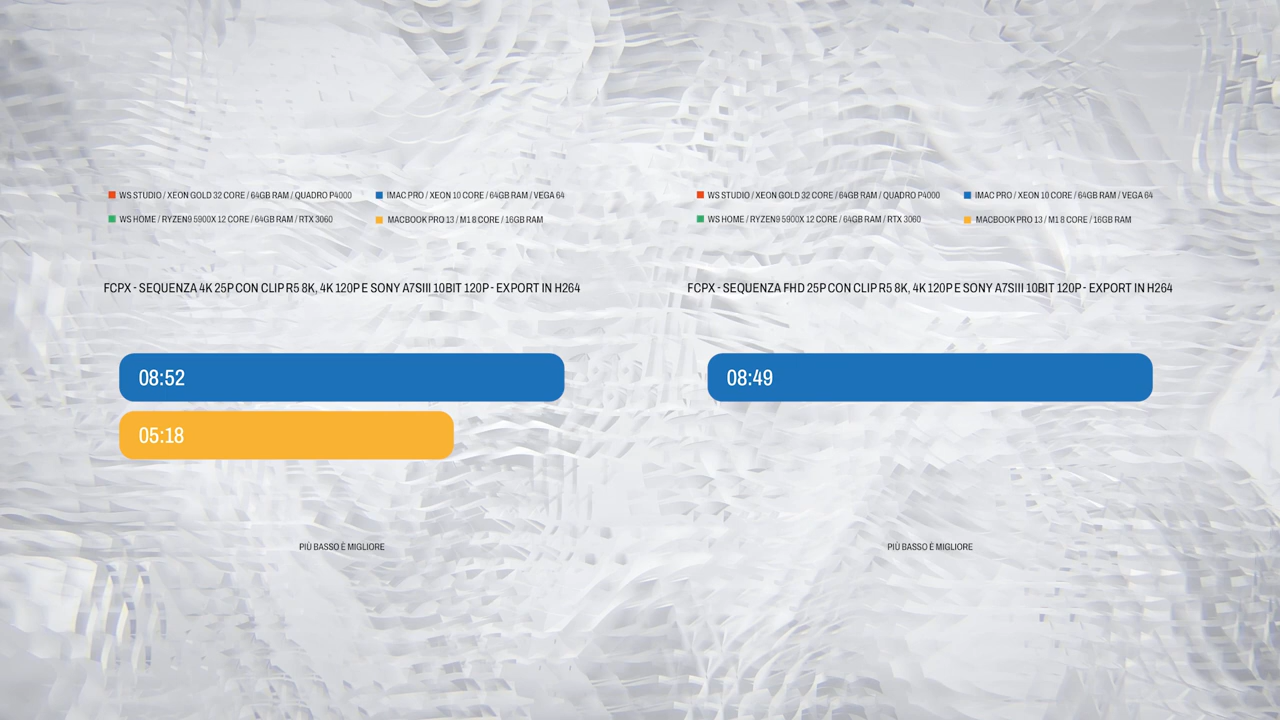 WS STUDIO / XEON GOLD 32 CORE / 64GB RAM / QUADRO P4000
IMAC PRO / XEON 10 CORE / 64GB RAM / VEGA 64
WS HOME / RYZEN9 5900X 12 CORE / 64GB RAM / RTX 3060
MACBOOK PRO 13 / M1 8 CORE / 16GB RAM
FCPX - SEQUENZA 4K 25P CON CLIP R5 8K, 4K 120P E SONY A7SIII 10BIT 120P - EXPORT IN H264
08:52
05:18
PIÙ BASSO È MIGLIORE
WS STUDIO / XEON GOLD 32 CORE / 64GB RAM / QUADRO P4000
IMAC PRO / XEON 10 CORE / 64GB RAM / VEGA 64
WS HOME / RYZEN9 5900X 12 CORE / 64GB RAM / RTX 3060
MACBOOK PRO 13 / M1 8 CORE / 16GB RAM
FCPX - SEQUENZA FHD 25P CON CLIP R5 8K, 4K 120P E SONY A7SIII 10BIT 120P - EXPORT IN H264
08:49
PIÙ BASSO È MIGLIORE